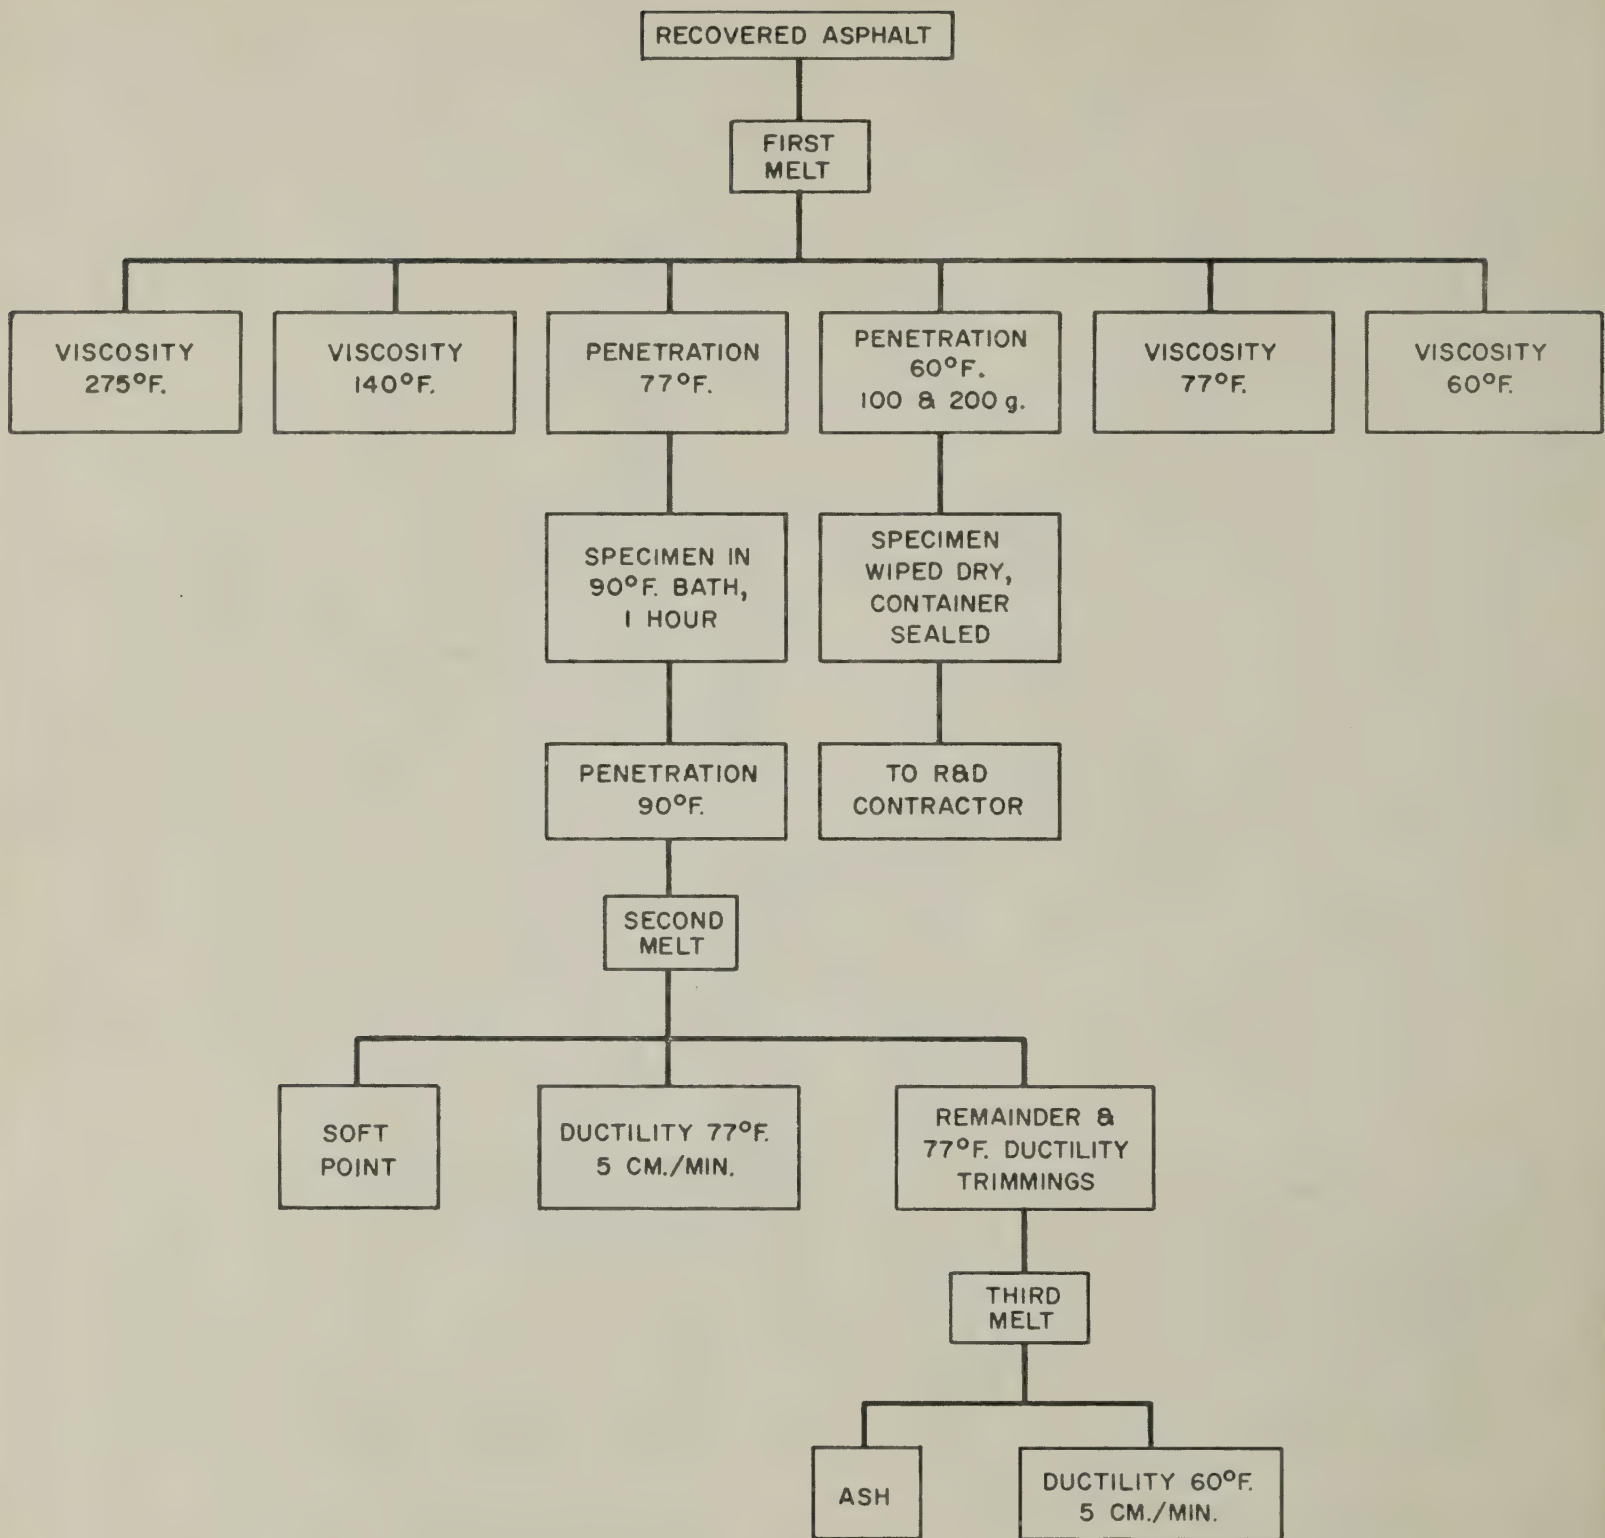 RECOVERED ASPHALT
FIRST
MELT
VISCOSITY
275°F.
VISCOSITY
140°F.
PENETRATION
77°F.
PENETRATION
60°F.
100 & 200 g.
VISCOSITY
77°F.
VISCOSITY
60°F.
SPECIMEN IN
90°F. BATH,
1 HOUR
SPECIMEN
WIPED DRY,
CONTAINER
SEALED
PENETRATION
90°F.
TO R&D
CONTRACTOR
SECOND
MELT
SOFT
POINT
DUCTILITY 77°F.
5 CM./MIN.
REMAINDER &
77°F. DUCTILITY
TRIMMINGS
THIRD
MELT
ASH
DUCTILITY 60°F.
5 CM./MIN.